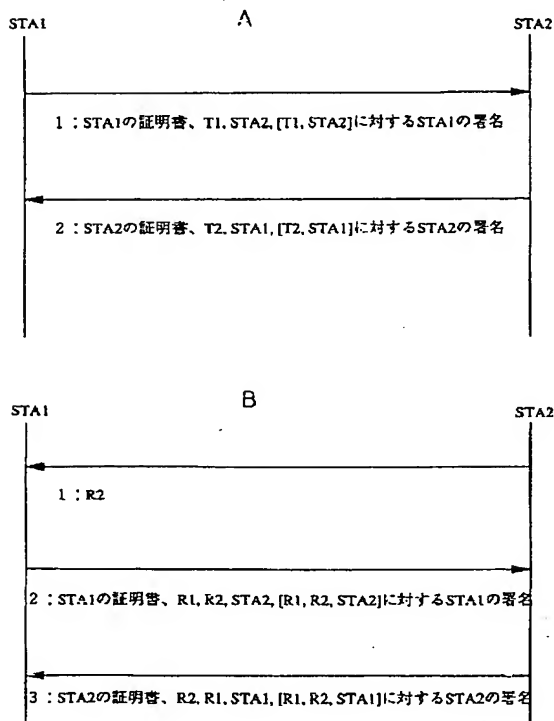 A
STA1 STA2
1：STA1の証明書、T1, STA2, [T1, STA2]に対するSTA1の署名
2：STA2の証明書、T2, STA1, [T2, STA1]に対するSTA2の署名
B
STA1 STA2
1：R2
2：STA1の証明書、R1, R2, STA2, [R1, R2, STA2]に対するSTA1の署名
3：STA2の証明書、R2, R1, STA1, [R1, R2, STA1]に対するSTA2の署名